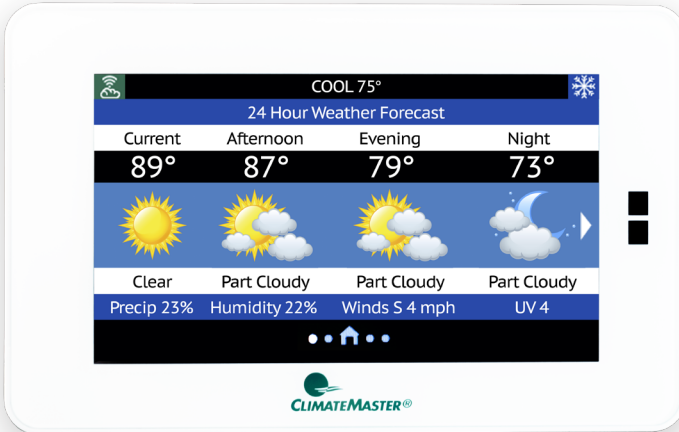 COOL 75°
24 Hour Weather Forecast
Current Afternoon Evening Night
89° 87° 79° 73°
Clear Part Cloudy Part Cloudy Part Cloudy
Precip 23% Humidity 22% Winds S 4 mph UV 4
CLIMATEMASTER®